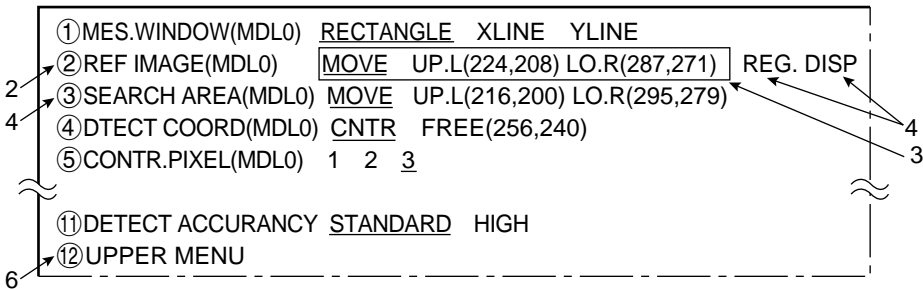 ①MES.WINDOW(MDL0) RECTANGLE XLINE YLINE
②REF IMAGE(MDL0) MOVE UP.L(224,208) LO.R(287,271) REG. DISP
2
③SEARCH AREA(MDL0) MOVE UP.L(216,200) LO.R(295,279)
4
4
④DTECT COORD(MDL0) CNTR FREE(256,240)
3
⑤CONTR.PIXEL(MDL0) 1 2 3
⑪DETECT ACCURANCY STANDARD HIGH
⑫UPPER MENU
6